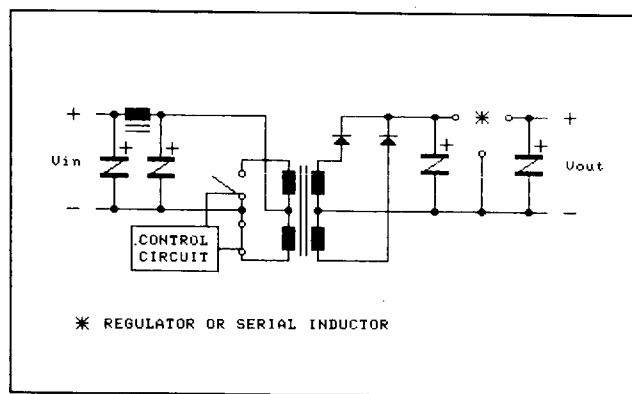 +
+
+
+
+
+
Vin
Vout
−
−
.CONTROL
CIRCUIT
✳
✳ REGULATOR OR SERIAL INDUCTOR